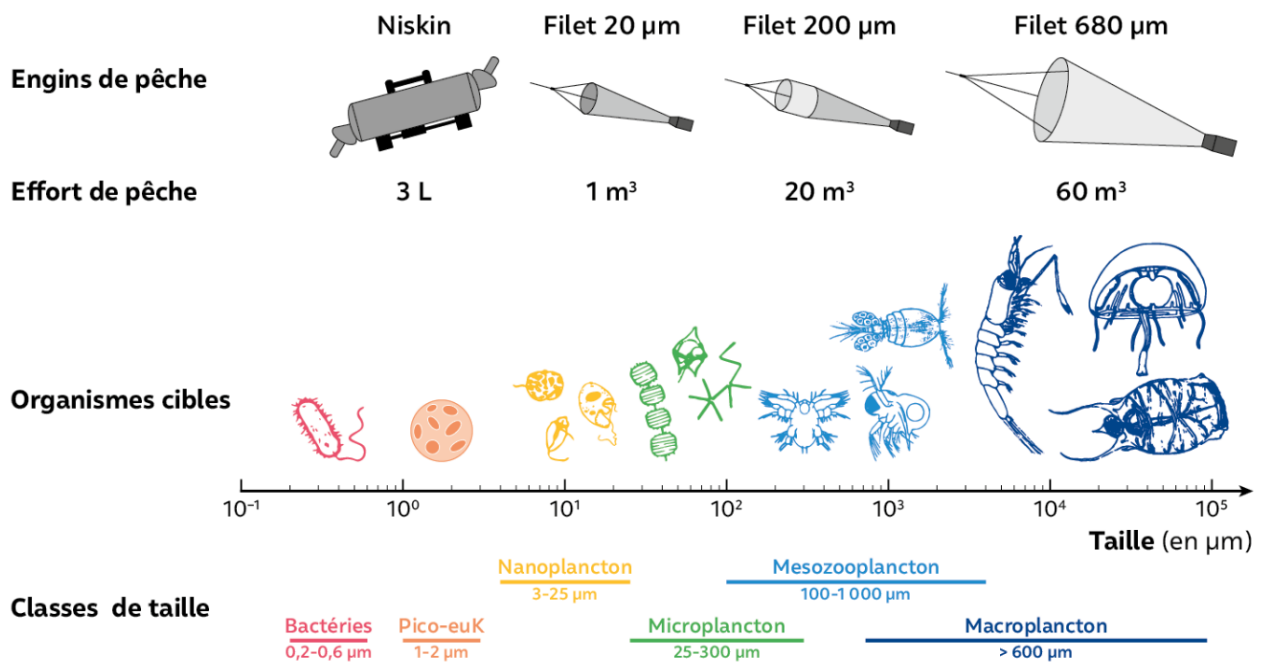 Niskin Filet 20 µm Filet 200 µm Filet 680 µm
Engins de pêche
Effort de pêche 3 L 1 m³ 20 m³ 60 m³
Organismes cibles
10⁻¹ 10⁰ 10¹ 10² 10³ 10⁴ 10⁵
Taille (en µm)
Nanoplancton Mesozooplancton
3-25 µm 100-1 000 µm
Classes de taille
Bactéries Pico-euK Microplancton Macroplancton
0,2-0,6 µm 1-2 µm 25-300 µm > 600 µm